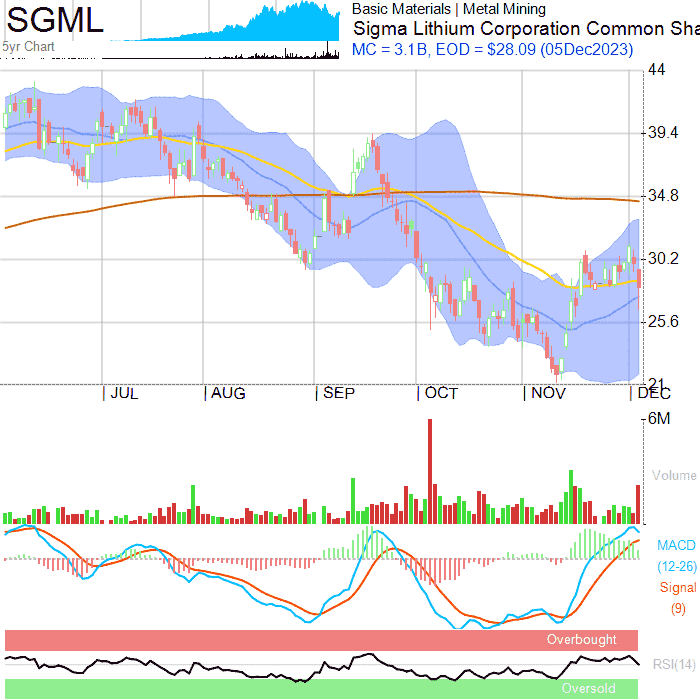 SGML
5yr Chart
Basic Materials | Metal Mining
Sigma Lithium Corporation Common Sha
MC = 3.1B, EOD = $28.09 (05Dec2023)
44
39.4
34.8
30.2
25.6
21
JUL
AUG
SEP
OCT
NOV
DEC
6M
Volume
MACD
(12-26)
Signal
(9)
Overbought
RSI(14)
Oversold